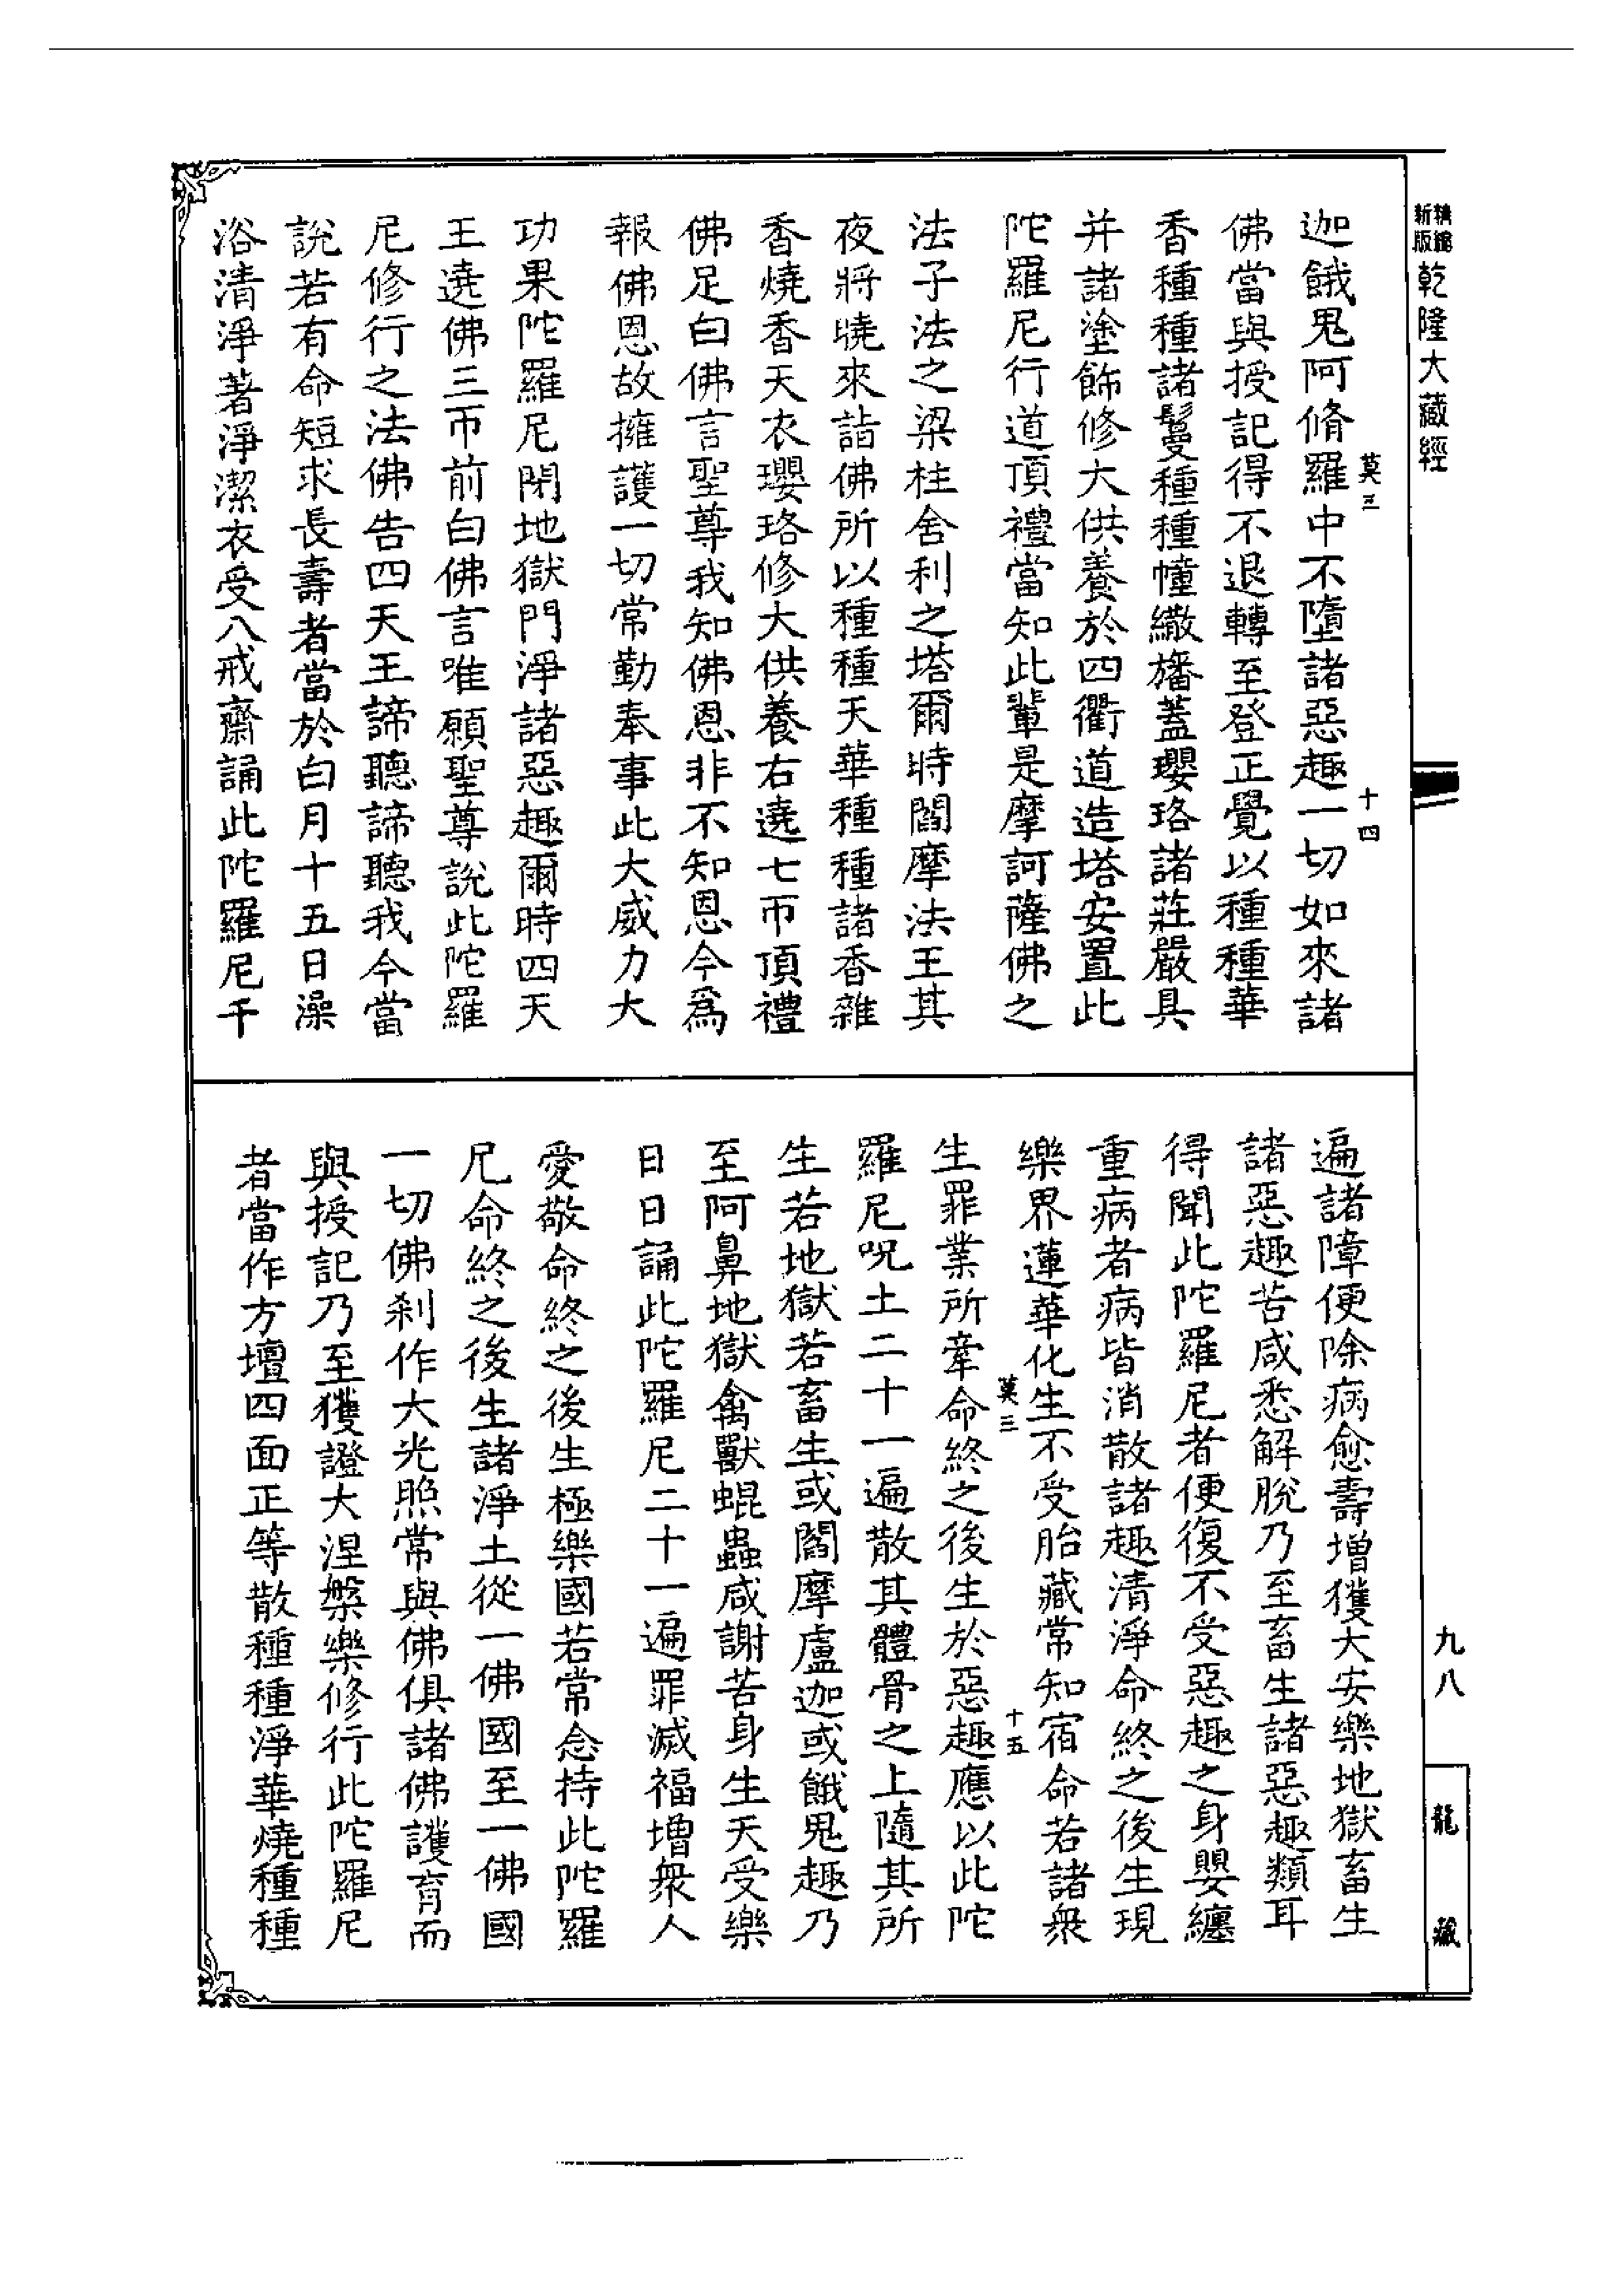 精縮新版乾隆大藏經
莫三 十四
迦餓鬼阿脩羅中不墮諸惡趣一切如來諸
佛當與授記得不退轉至登正覺以種種華
香種種諸鬘種種幢繖旛蓋瓔珞諸莊嚴具
并諸塗飾修大供養於四衢道造塔安置此
陀羅尼行道頂禮當知此輩是摩訶薩佛之
法子法之梁柱舍利之塔爾時閻摩法王其
夜將曉來詣佛所以種種天華種種諸香雜
香燒香天衣瓔珞修大供養右遶七帀頂禮
佛足白佛言聖尊我知佛恩非不知恩今為
報佛恩故擁護一切常勤奉事此大威力大
功果陀羅尼閉地獄門淨諸惡趣爾時四天
王遶佛三帀前白佛言唯願聖尊說此陀羅
尼修行之法佛告四天王諦聽諦聽我今當
說若有命短求長壽者當於白月十五日澡
浴清淨著淨潔衣受八戒齋誦此陀羅尼千
遍諸障便除病愈壽增獲大安樂地獄畜生
諸惡趣苦咸悉解脫乃至畜生諸惡趣類耳
得聞此陀羅尼者便復不受惡趣之身嬰纏
重病者病皆消散諸趣清淨命終之後生現
樂界蓮華化生不受胎藏常知宿命若諸衆
莫三 十五
生罪業所牽命終之後生於惡趣應以此陀
羅尼呪土二十一遍散其體骨之上隨其所
生若地獄若畜生或閻摩盧迦或餓鬼趣乃
至阿鼻地獄禽獸蜫蟲咸謝苦身生天受樂
日日誦此陀羅尼二十一遍罪滅福增衆人
愛敬命終之後生極樂國若常念持此陀羅
尼命終之後生諸淨土從一佛國至一佛國
一切佛刹作大光照常與佛俱諸佛護育而
與授記乃至獲證大涅槃樂修行此陀羅尼
者當作方壇四面正等散種種淨華燒種種
九八
龍藏